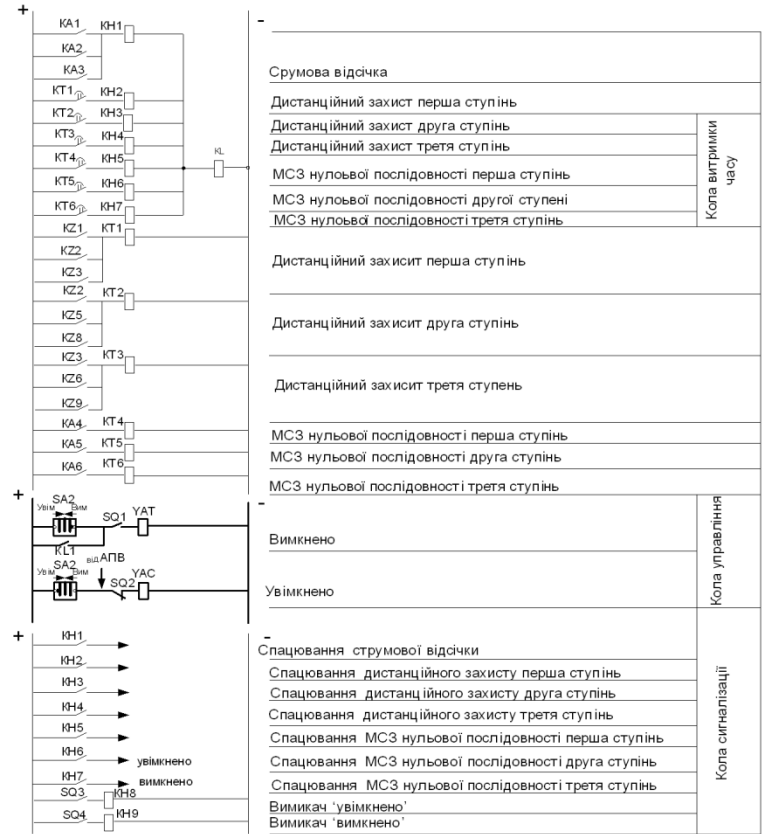 +
-
KA1 KH1
KA2
KA3
Срумова відсічка
KT1 KH2
Дистанційний захист перша ступінь
KT2 KH3
Дистанційний захист друга ступінь
KT3 KH4
Дистанційний захист третя ступінь
KL
KT4 KH5
МСЗ нулоьвої послідовності перша ступінь
KT5 KH6
МСЗ нулоьвої послідовності другої ступені
KT6 KH7
МСЗ нулоьвої послідовності третя ступінь
Кола витримки часу
KZ1 KT1
KZ2
KZ3
Дистанційний захисит перша ступінь
KZ2 KT2
KZ5
KZ8
Дистанційний захисит друга ступінь
KZ3 KT3
KZ6
KZ9
Дистанційний захисит третя ступень
KA4 KT4
МСЗ нульової послідовності перша ступінь
KA5 KT5
МСЗ нульової послідовності друга ступінь
KA6 KT6
МСЗ нульової послідовності третя ступінь
+
-
SA2
Увім Вим
SQ1 YAT
Вимкнено
KL1
SA2
Увім Вим
від АПВ
SQ2 YAC
Увімкнено
Кола управління
+
-
KH1
Спацювання струмової відсічки
KH2
Спацювання дистанційного захисту перша ступінь
KH3
Спацювання дистанційного захисту друга ступінь
KH4
Спацювання дистанційного захисту третя ступінь
KH5
Спацювання МСЗ нульової послідовності перша ступінь
KH6
увімкнено
Спацювання МСЗ нульової послідовності друга ступінь
KH7
вимкнено
Спацювання МСЗ нульової послідовності третя ступінь
SQ3 KH8
Вимикач ‘увімкнено’
SQ4 KH9
Вимикач ‘вимкнено’
Кола сигналізації